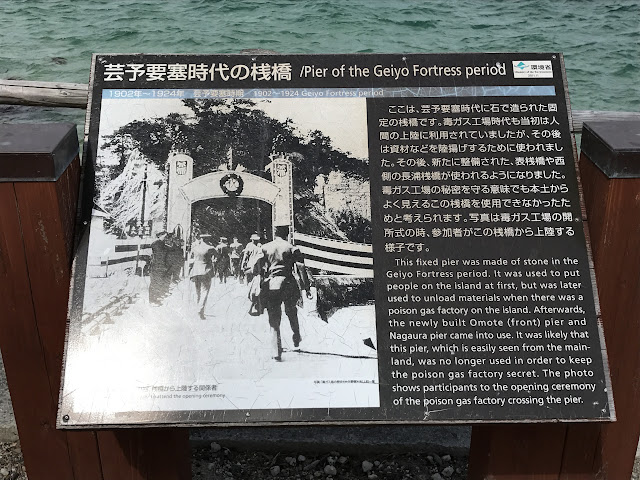 芸予要塞時代の桟橋 /Pier of the Geiyo Fortress period
環境省
1902年～1924年 芸予要塞時期 1902～1924 Geiyo Fortress period
ここは、芸予要塞時代に石で造られた固
定の桟橋です。毒ガス工場時代も当初は人
間の上陸に利用されていましたが、その後
は資材などを陸揚げするために使われま
した。その後、新たに整備された、表桟橋や西
側の長浦桟橋が使われるようになりました。
毒ガス工場の秘密を守る意味でも本土から
よく見えるこの桟橋を使用できなかったた
めと考えられます。写真は毒ガス工場の開
所式の時、参加者がこの桟橋から上陸する
様子です。
This fixed pier was made of stone in the
Geiyo Fortress period. It was used to put
people on the island at first, but was later
used to unload materials when there was a
poison gas factory on the island. Afterwards,
the newly built Omote (front) pier and
Nagaura pier came into use. It was likely that
this pier, which is easily seen from the main-
land, was no longer used in order to keep
the poison gas factory secret. The photo
shows participants to the opening ceremony
of the poison gas factory crossing the pier.
桟橋から上陸する関係者
attend the opening ceremony